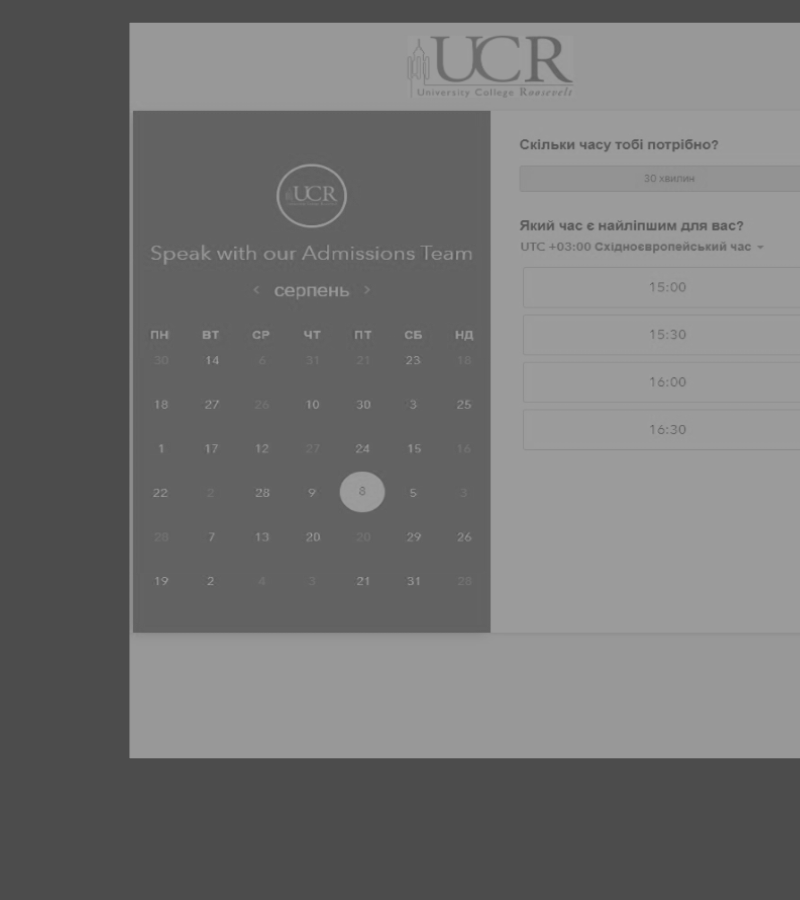 UCR
University College Roosevelt
UCR
Speak with our Admissions Team
< серпень >
ПН ВТ СР ЧТ ПТ СБ НД
30 14 6 31 21 23 18
18 27 26 10 30 3 25
1 17 12 27 24 15 16
22 2 28 9 8 5 3
28 7 13 20 20 29 26
19 2 4 3 21 31 28
Скільки часу тобі потрібно?
30 хвилин
Який час є найліпшим для вас?
UTC +03:00 Східноєвропейський час
15:00
15:30
16:00
16:30